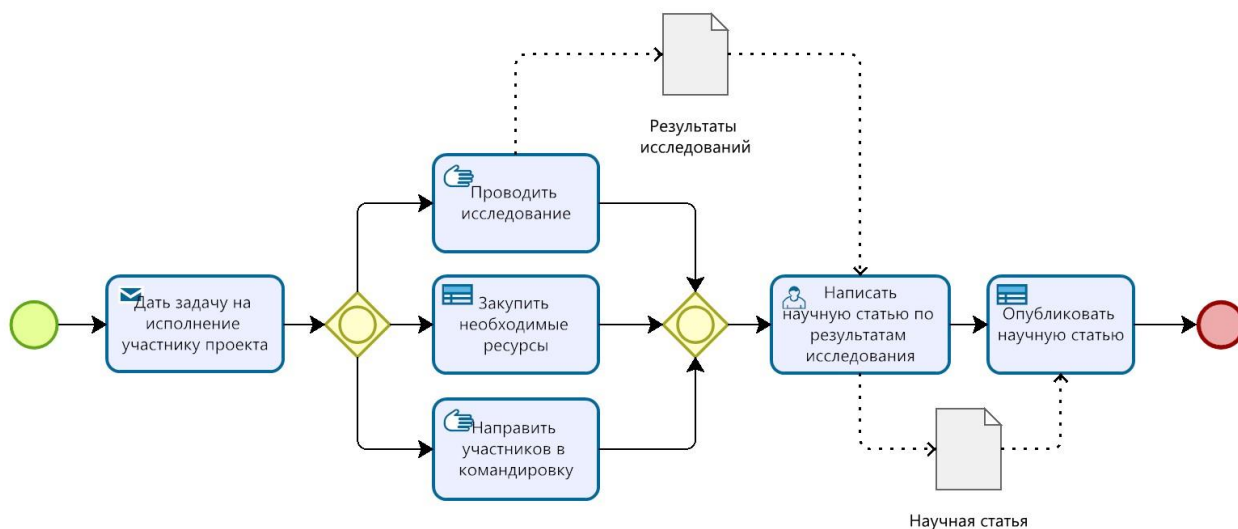 Результаты
исследований
Проводить
исследование
Дать задачу на
исполнение
участнику проекта
Закупить
необходимые
ресурсы
Написать
научную статью по
результатам
исследования
Опубликовать
научную статью
Направить
участников в
командировку
Научная статья